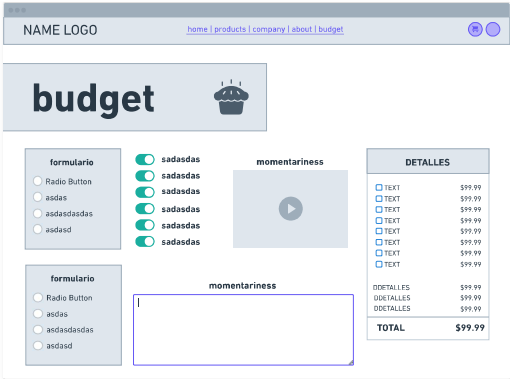 NAME LOGO
home | products | company | about | budget
budget
formulario
Radio Button
asdas
asdasdasdas
asdasd
sadasdas
sadasdas
sadasdas
sadasdas
sadasdas
sadasdas
momentariness
DETALLES
TEXT $99.99
TEXT $99.99
TEXT $99.99
TEXT $99.99
TEXT $99.99
TEXT $99.99
TEXT $99.99
TEXT $99.99
DDETALLES $99.99
DDETALLES $99.99
DDETALLES $99.99
TOTAL $99.99
formulario
Radio Button
asdas
asdasdasdas
asdasd
momentariness